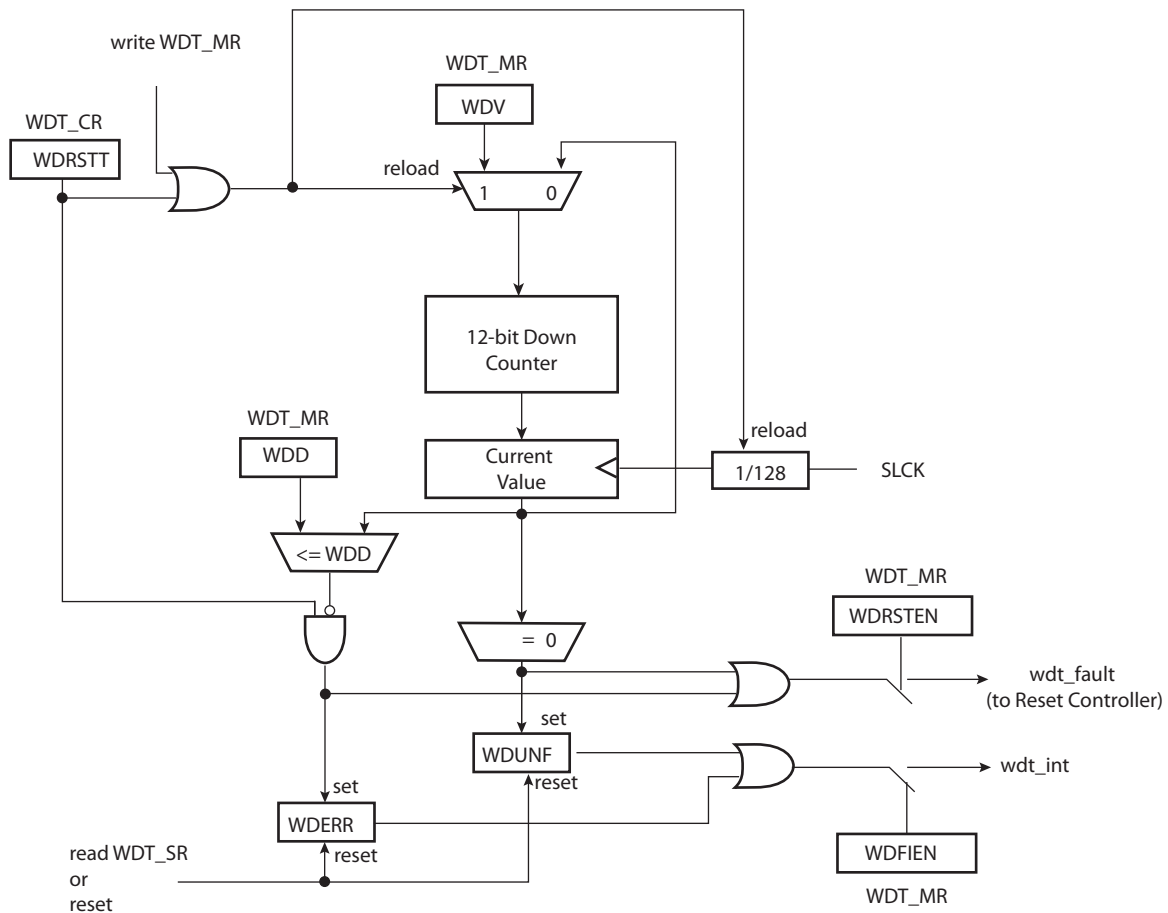 write WDT_MR
WDT_MR
WDV
WDT_CR
WDRSTT
reload
1 0
12-bit Down
Counter
WDT_MR
WDD
reload
Current
Value
1/128
SLCK
<= WDD
WDT_MR
WDRSTEN
= 0
wdt_fault
(to Reset Controller)
set
WDUNF
reset
wdt_int
set
WDERR
reset
WDFIEN
WDT_MR
read WDT_SR
or
reset